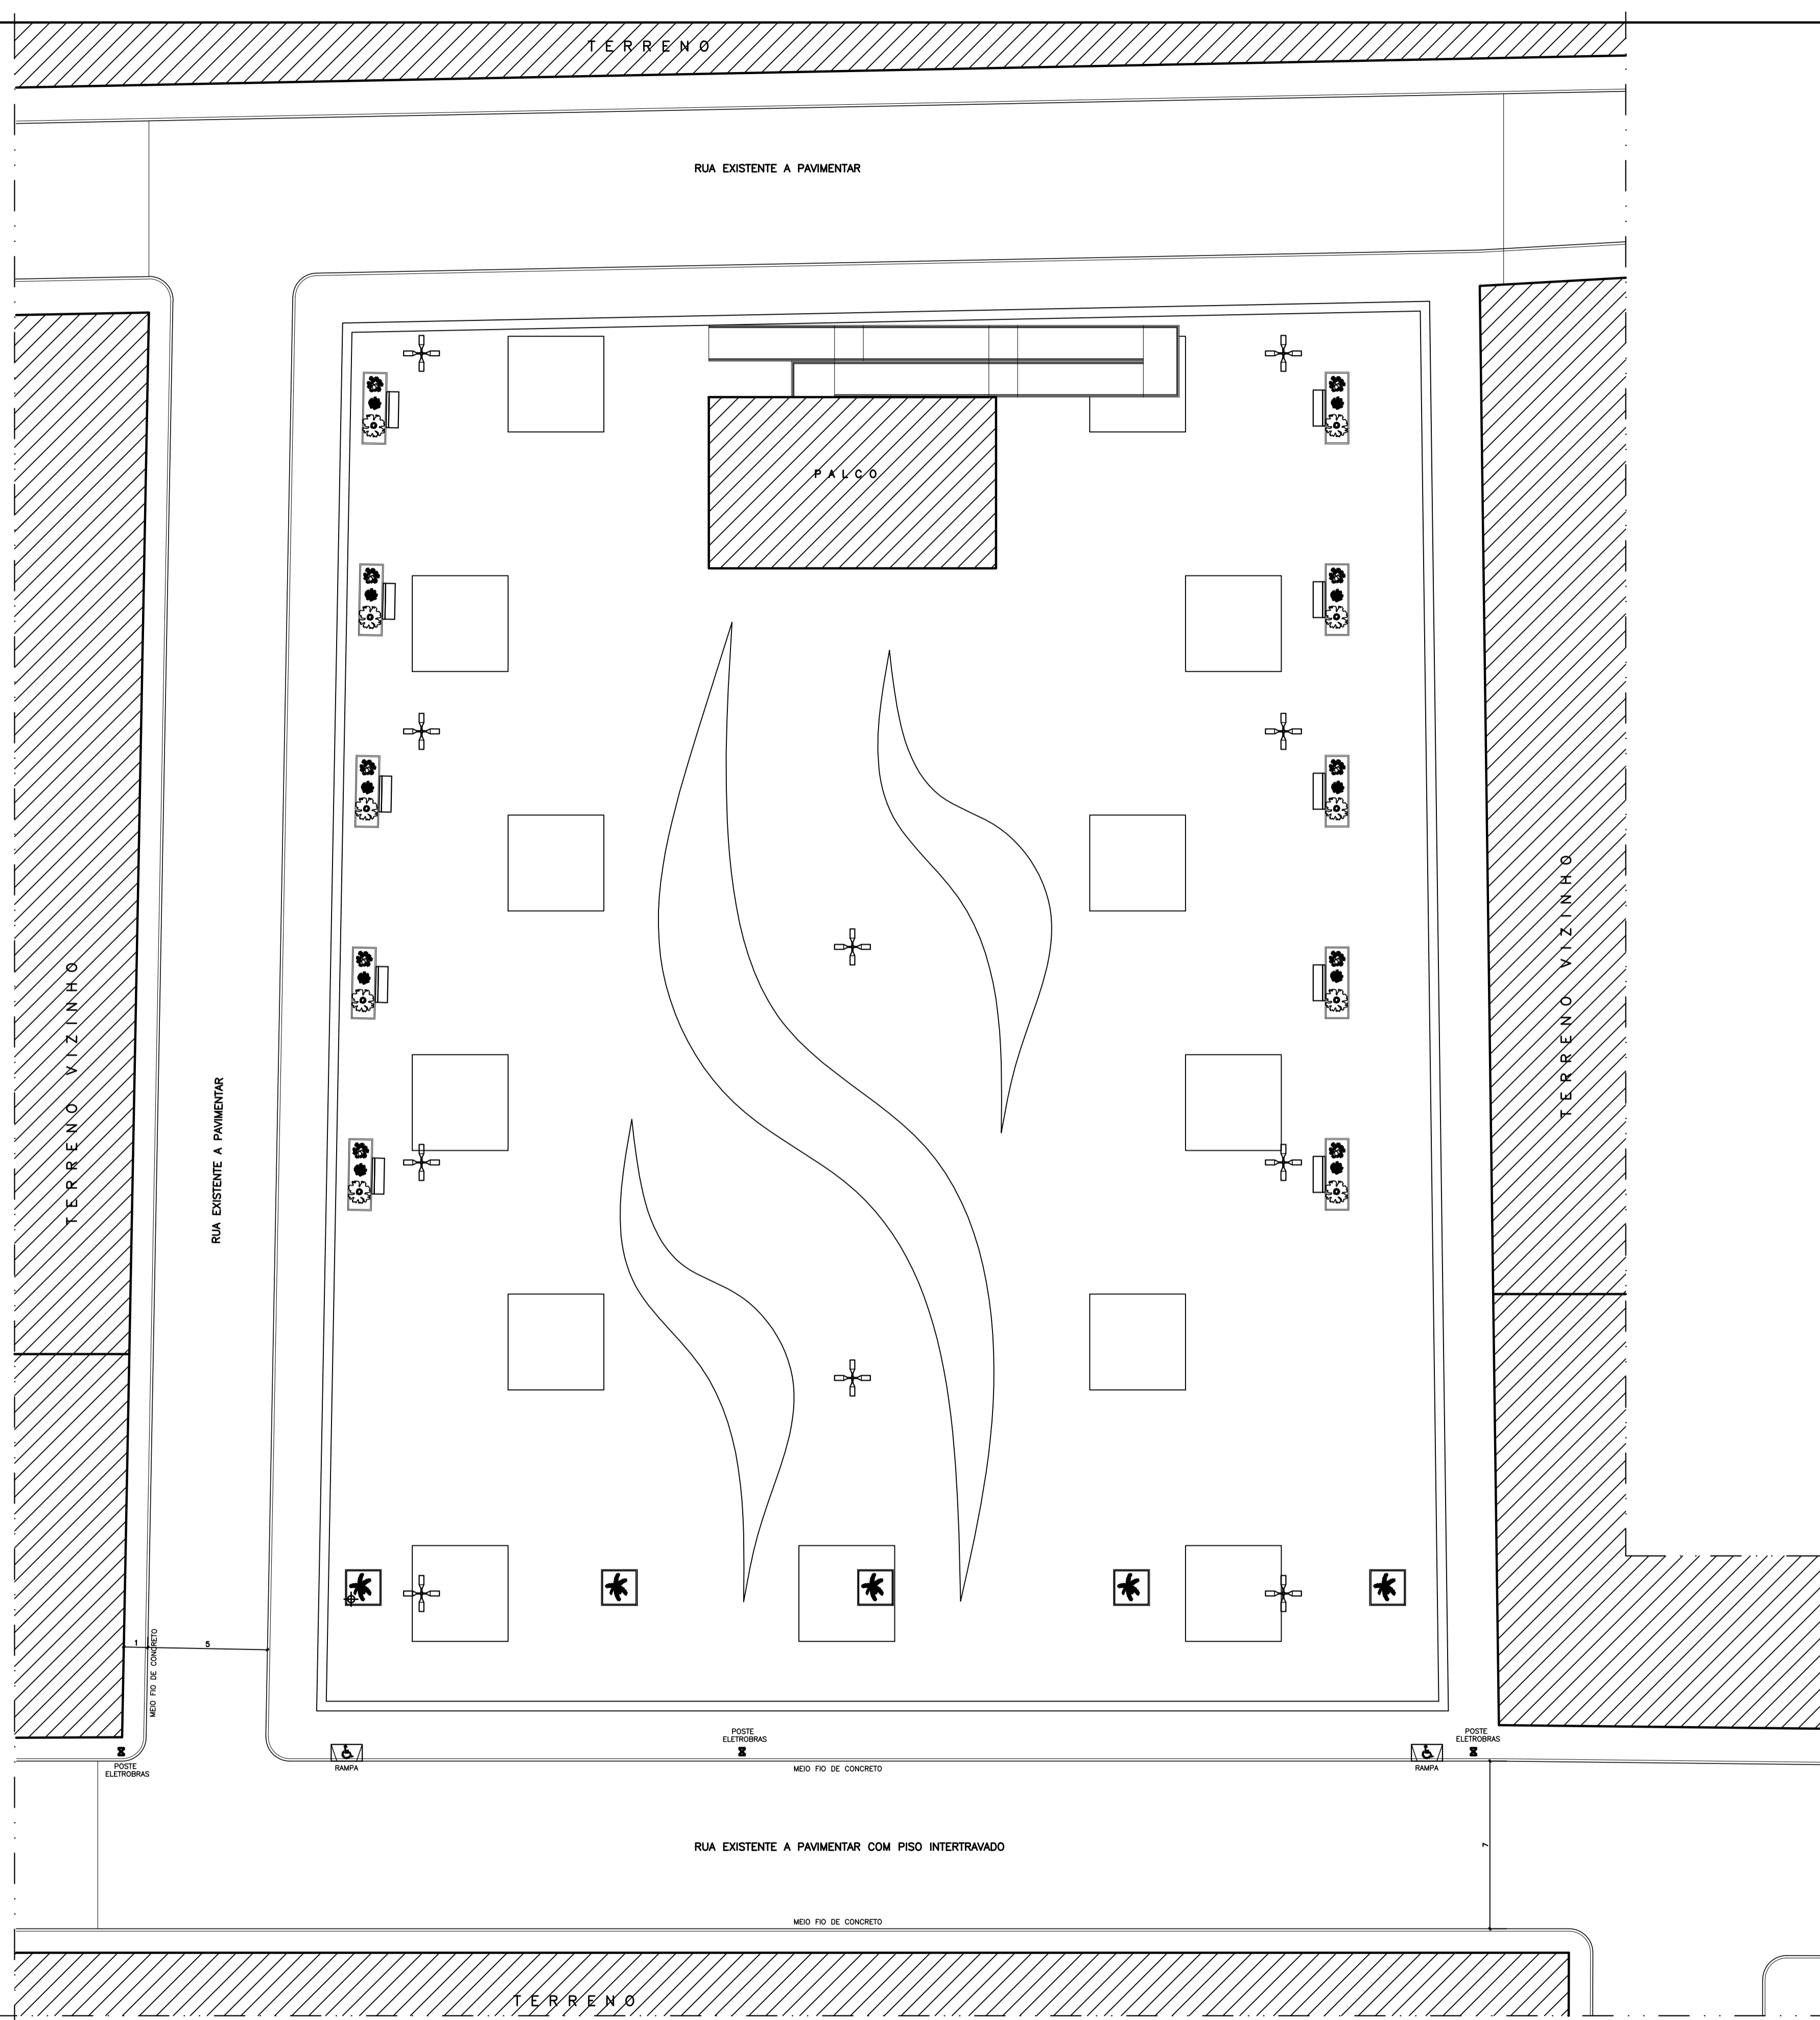 TERRENO
RUA EXISTENTE A PAVIMENTAR
PALCO
TERRENO VIZINHO
TERRENO VIZINHO
RUA EXISTENTE A PAVIMENTAR
1
5
MEIO FIO DE CONCRETO
POSTE
ELETROBRAS
POSTE
ELETROBRAS
POSTE
ELETROBRAS
RAMPA
MEIO FIO DE CONCRETO
RAMPA
RUA EXISTENTE A PAVIMENTAR COM PISO INTERTRAVADO
7
MEIO FIO DE CONCRETO
TERRENO